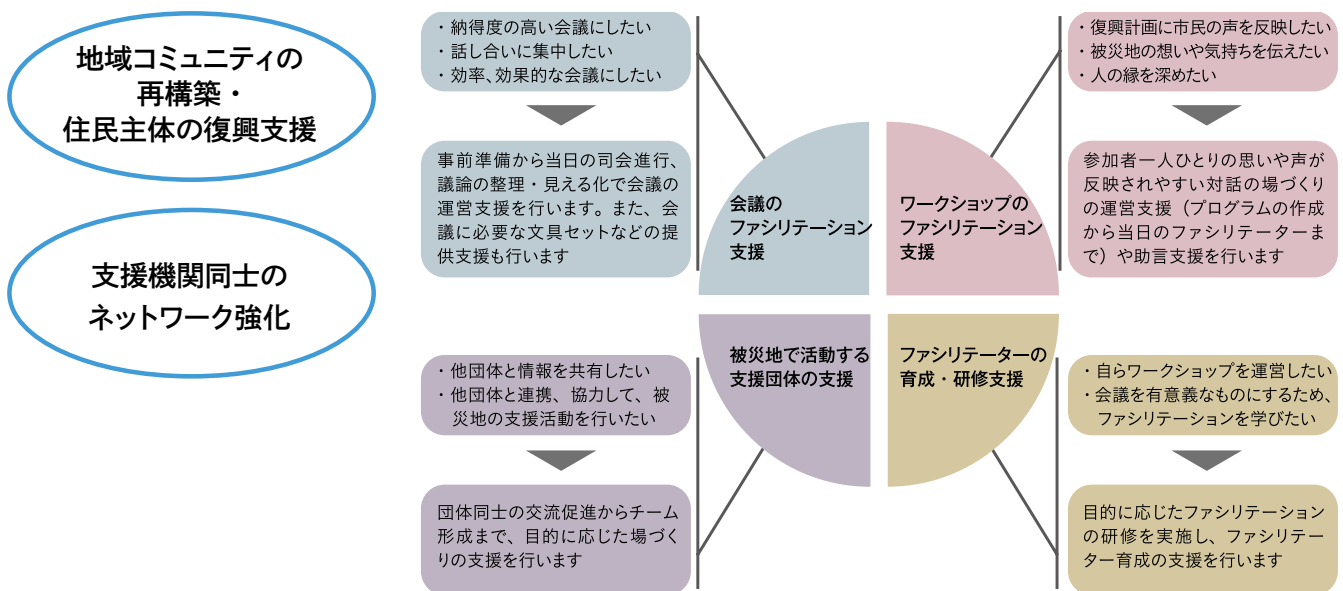 地域コミュニティの
再構築・
住民主体の復興支援
支援機関同士の
ネットワーク強化
・納得度の高い会議にしたい
・話し合いに集中したい
・効率、効果的な会議にしたい
事前準備から当日の司会進行、
議論の整理・見える化で会議の
運営支援を行います。また、会
議に必要な文具セットなどの提
供支援も行います
会議の
ファシリテーション
支援
ワークショップの
ファシリテーション
支援
・復興計画に市民の声を反映したい
・被災地の想いや気持ちを伝えたい
・人の縁を深めたい
参加者一人ひとりの思いや声が
反映されやすい対話の場づくり
の運営支援（プログラムの作成
から当日のファシリテーターま
で）や助言支援を行います
・他団体と情報を共有したい
・他団体と連携、協力して、被
災地の支援活動を行いたい
団体同士の交流促進からチーム
形成まで、目的に応じた場づく
りの支援を行います
被災地で活動する
支援団体の支援
ファシリテーターの
育成・研修支援
・自らワークショップを運営したい
・会議を有意義なものにするため、
ファシリテーションを学びたい
目的に応じたファシリテーション
の研修を実施し、ファシリテー
ター育成の支援を行います